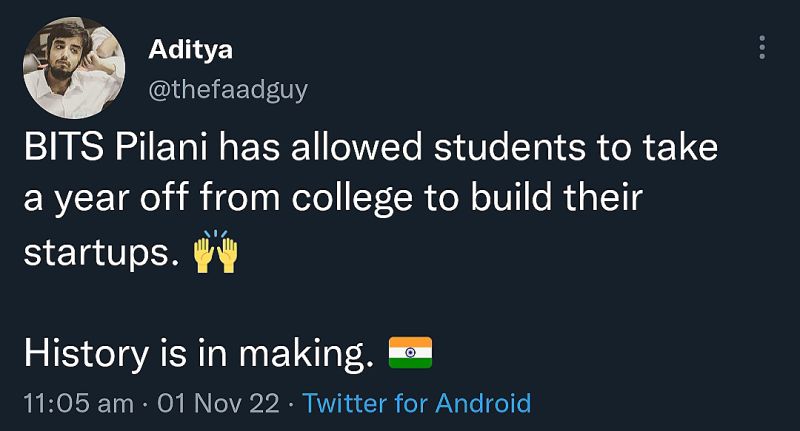 Aditya
@thefaadguy
BITS Pilani has allowed students to take
a year off from college to build their
startups. 🙌
History is in making. 🇮🇳
11:05 am · 01 Nov 22 · Twitter for Android